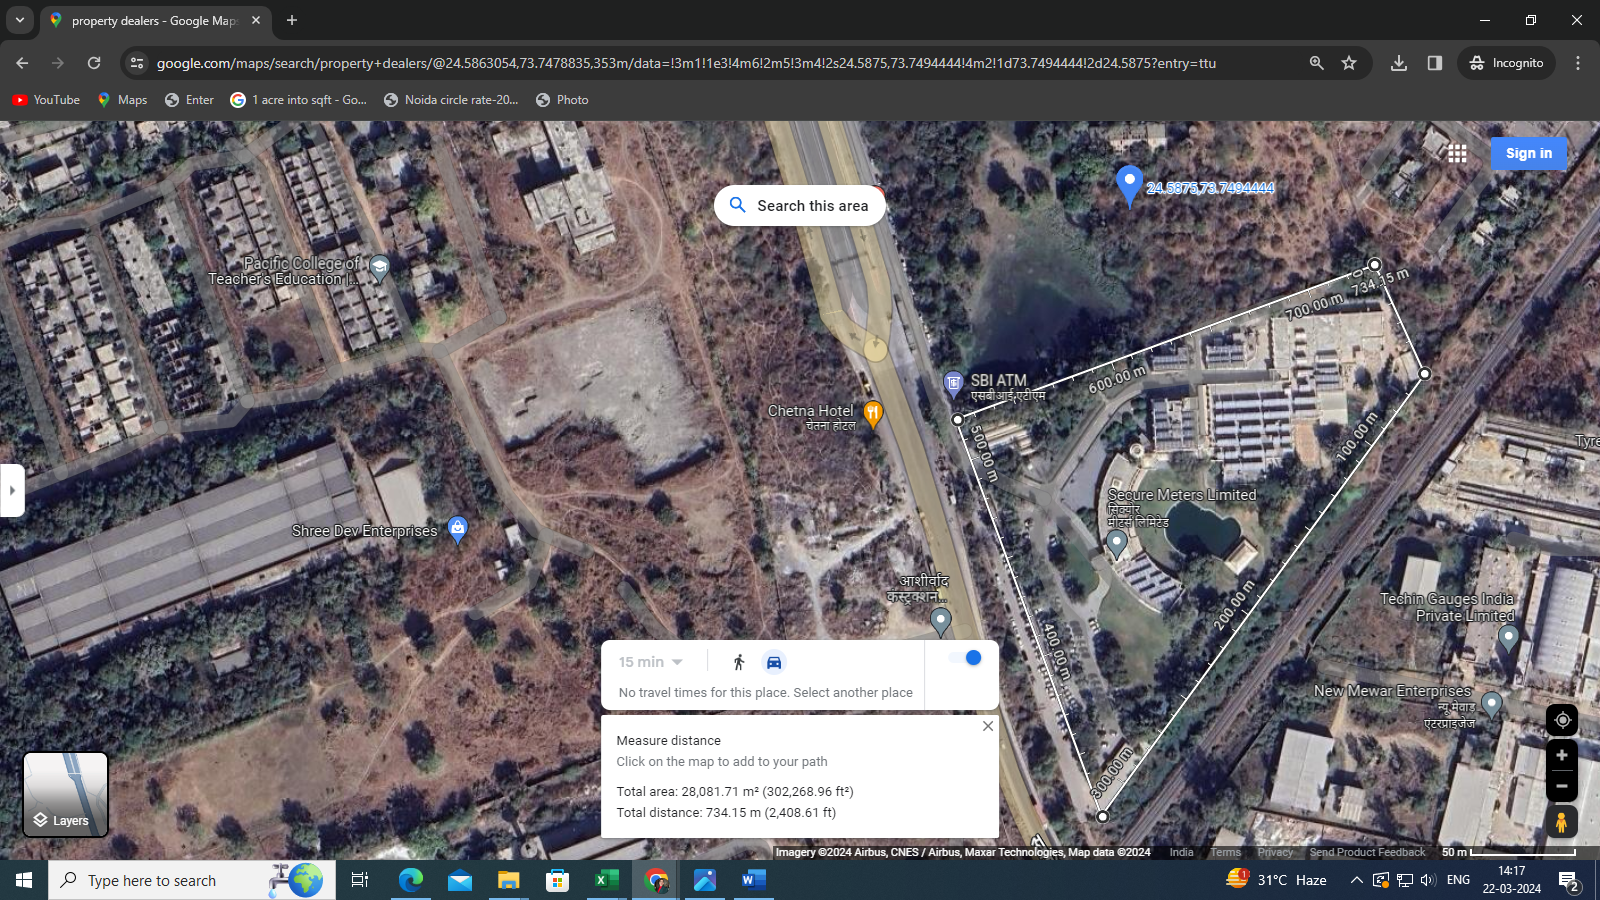 property dealers - Google Maps
google.com/maps/search/property+dealers/@24.5863054,73.7478835,353m/data=!3m1!1e3!4m6!2m5!3m4!2s24.5875,73.7494444!4m2!1d73.7494444!2d24.5875?entry=ttu
Incognito
YouTube
Maps
Enter
1 acre into sqft - Go...
Noida circle rate-20...
Photo
Sign in
24.5875,73.7494444
Search this area
Pacific College of
Teacher's Education |...
734.15 m
700.00 m
600.00 m
SBI ATM
एसबीआई एटीएम
Chetna Hotel
चेतना होटल
500.00 m
100.00 m
Tyre
Secure Meters Limited
सिक्योर
मीटर्स लिमिटेड
Shree Dev Enterprises
आशीर्वाद
कंस्ट्रक्शन...
200.00 m
Techin Gauges India
Private Limited
400.00 m
15 min
No travel times for this place. Select another place
New Mewar Enterprises
न्यू मेवाड़
एंटरप्राइजेज
300.00 m
Measure distance
Click on the map to add to your path
Total area: 28,081.71 m² (302,268.96 ft²)
Total distance: 734.15 m (2,408.61 ft)
Layers
Imagery ©2024 Airbus, CNES / Airbus, Maxar Technologies, Map data ©2024
India
Terms
Privacy
Send Product Feedback
50 m
Type here to search
1
31°C Haze
ENG
14:17
22-03-2024
2